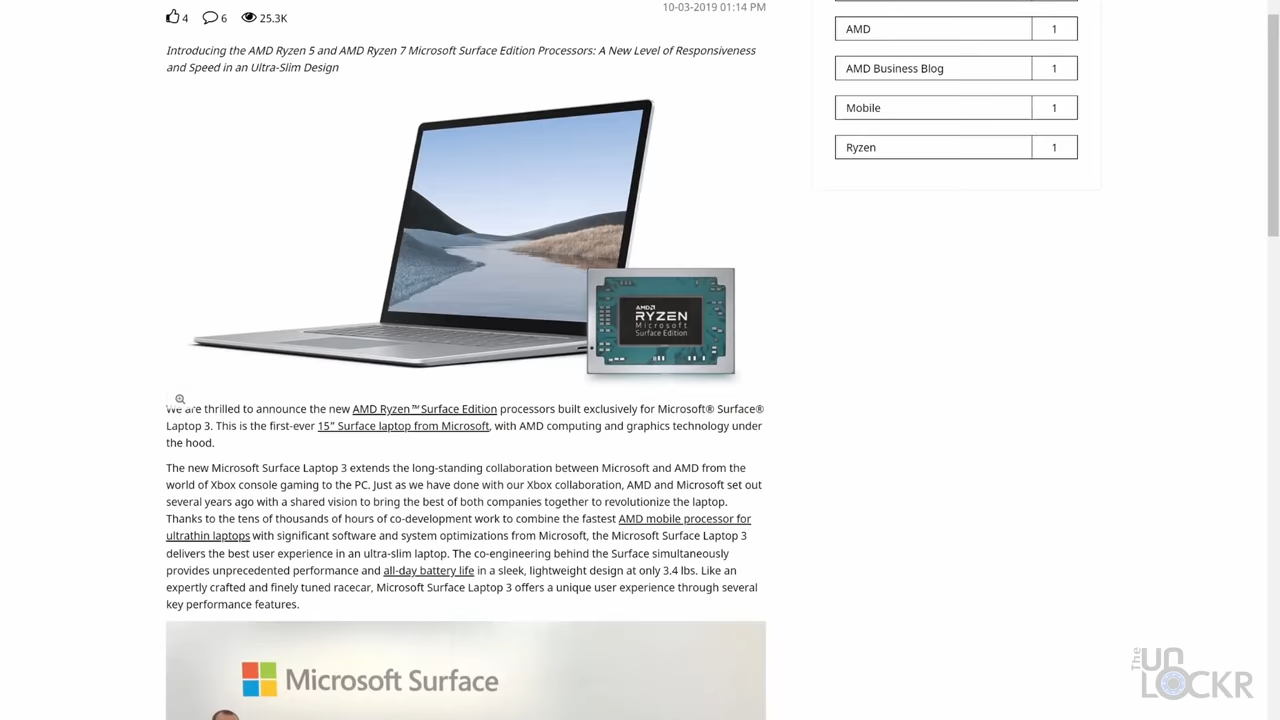 4 6 25.3K
10-03-2019 01:14 PM
Introducing the AMD Ryzen 5 and AMD Ryzen 7 Microsoft Surface Edition Processors: A New Level of Responsiveness
and Speed in an Ultra-Slim Design
AMD
RYZEN
Microsoft
Surface Edition
We are thrilled to announce the new AMD Ryzen™ Surface Edition processors built exclusively for Microsoft® Surface®
Laptop 3. This is the first-ever 15” Surface laptop from Microsoft, with AMD computing and graphics technology under
the hood.
The new Microsoft Surface Laptop 3 extends the long-standing collaboration between Microsoft and AMD from the
world of Xbox console gaming to the PC. Just as we have done with our Xbox collaboration, AMD and Microsoft set out
several years ago with a shared vision to bring the best of both companies together to revolutionize the laptop.
Thanks to the tens of thousands of hours of co-development work to combine the fastest AMD mobile processor for
ultrathin laptops with significant software and system optimizations from Microsoft, the Microsoft Surface Laptop 3
delivers the best user experience in an ultra-slim laptop. The co-engineering behind the Surface simultaneously
provides unprecedented performance and all-day battery life in a sleek, lightweight design at only 3.4 lbs. Like an
expertly crafted and finely tuned racecar, Microsoft Surface Laptop 3 offers a unique user experience through several
key performance features.
Microsoft Surface
AMD 1
AMD Business Blog 1
Mobile 1
Ryzen 1
The UN
LOCKR